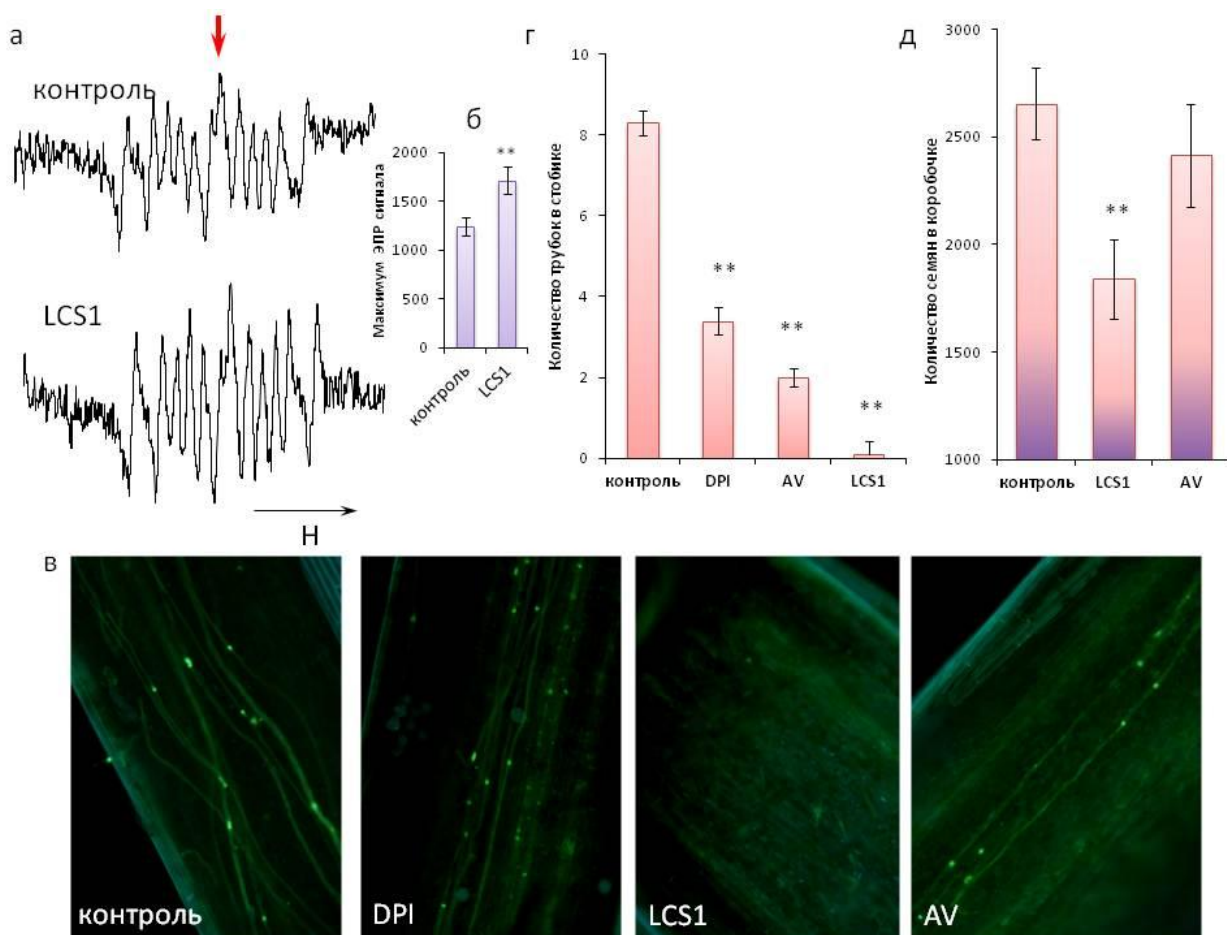 а
контроль
LCS1
H
б
Максимум ЭПР сигнала
2000
1500
1000
500
0
**
контроль
LCS1
г
Количество трубок в стобике
10
8
6
4
2
0
**
**
**
контроль DPI AV LCS1
д
Количество семян в коробочке
3000
2500
2000
1500
1000
**
контроль LCS1 AV
в
контроль
DPI
LCS1
AV